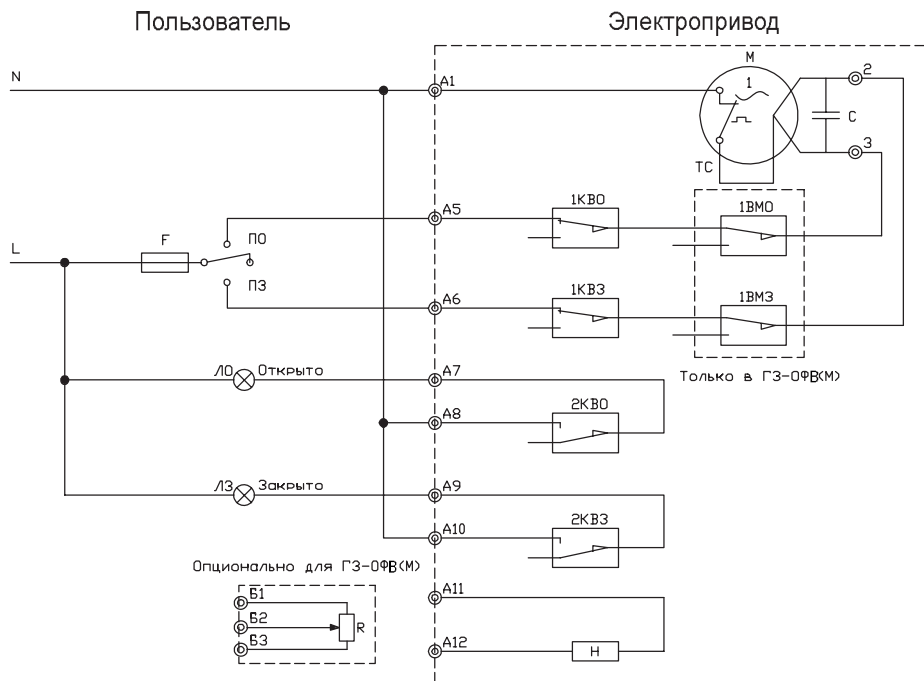 Пользователь
Электропривод
N
A1
M
1
2
C
3
TC
A5
1КВО
1ВМО
F
ПО
L
ПЗ
A6
1КВЗ
1ВМЗ
ЛО
Открыто
A7
Только в ГЗ-ОФВ(М)
2КВО
A8
ЛЗ
Закрыто
A9
2КВЗ
A10
Опционально для ГЗ-ОФВ(М)
A11
Б1
Б2
R
Б3
A12
H